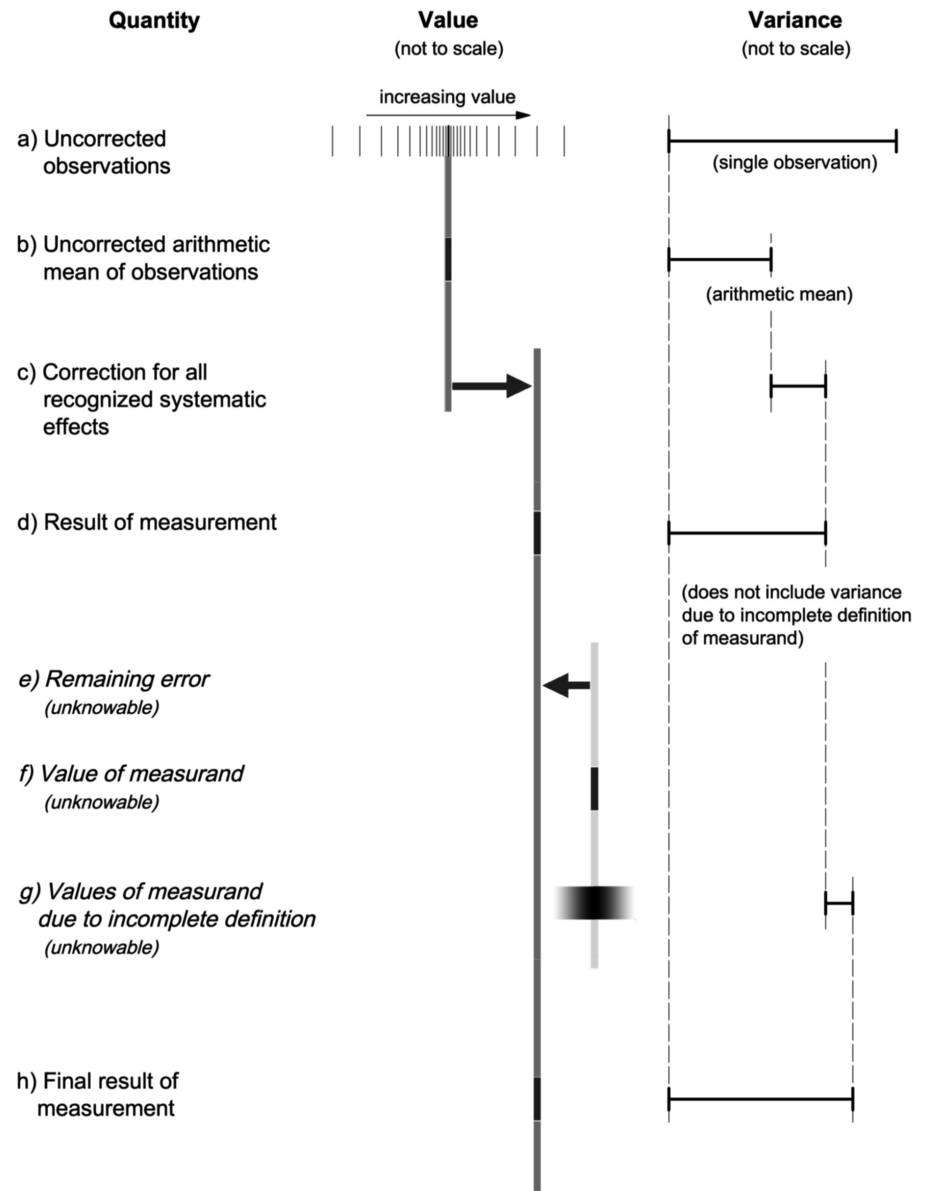 Quantity
Value
Variance
(not to scale)
(not to scale)
increasing value
a) Uncorrected
observations
(single observation)
b) Uncorrected arithmetic
mean of observations
(arithmetic mean)
c) Correction for all
recognized systematic
effects
d) Result of measurement
(does not include variance
due to incomplete definition
of measurand)
e) Remaining error
(unknowable)
f) Value of measurand
(unknowable)
g) Values of measurand
due to incomplete definition
(unknowable)
h) Final result of
measurement